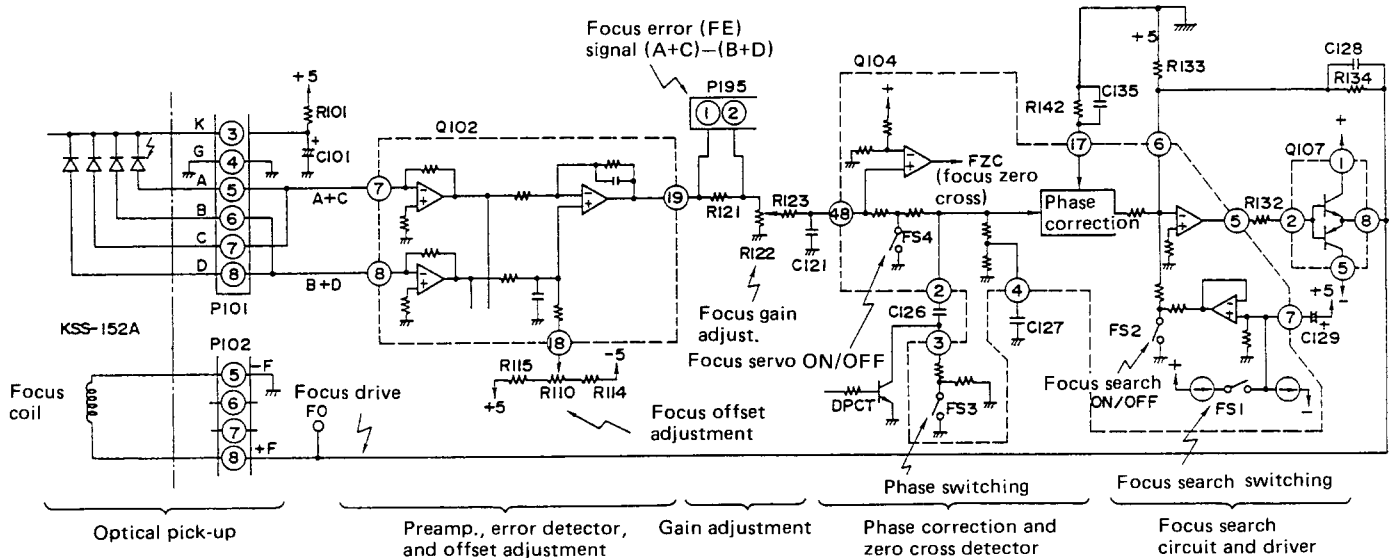 Focus error (FE)
signal (A+C)−(B+D)
P195
1 2
Q104
+
FZC
(focus zero
cross)
R142
C135
+5
R133
C128
R134
17
6
Q107
+
1
2
8
5
−
+5
R101
C101
+
K
3
G
4
A
5
B
6
C
7
D
8
P101
KSS-152A
A+C
B+D
Q102
7
8
19
18
R121
R123
R122
C121
48
FS4
Phase
correction
5
R132
Focus gain
adjust.
Focus servo ON/OFF
2
C126
3
4
C127
DPCT
FS3
FS2
Focus search
ON/OFF
7
+5
C129
+
+
FS1
−
R115
R110
R114
−5
+5
Focus offset
adjustment
P102
Focus
coil
5
−F
6
7
8
+F
Focus drive
FO
Phase switching
Focus search switching
Optical pick-up
Preamp., error detector,
and offset adjustment
Gain adjustment
Phase correction and
zero cross detector
Focus search
circuit and driver